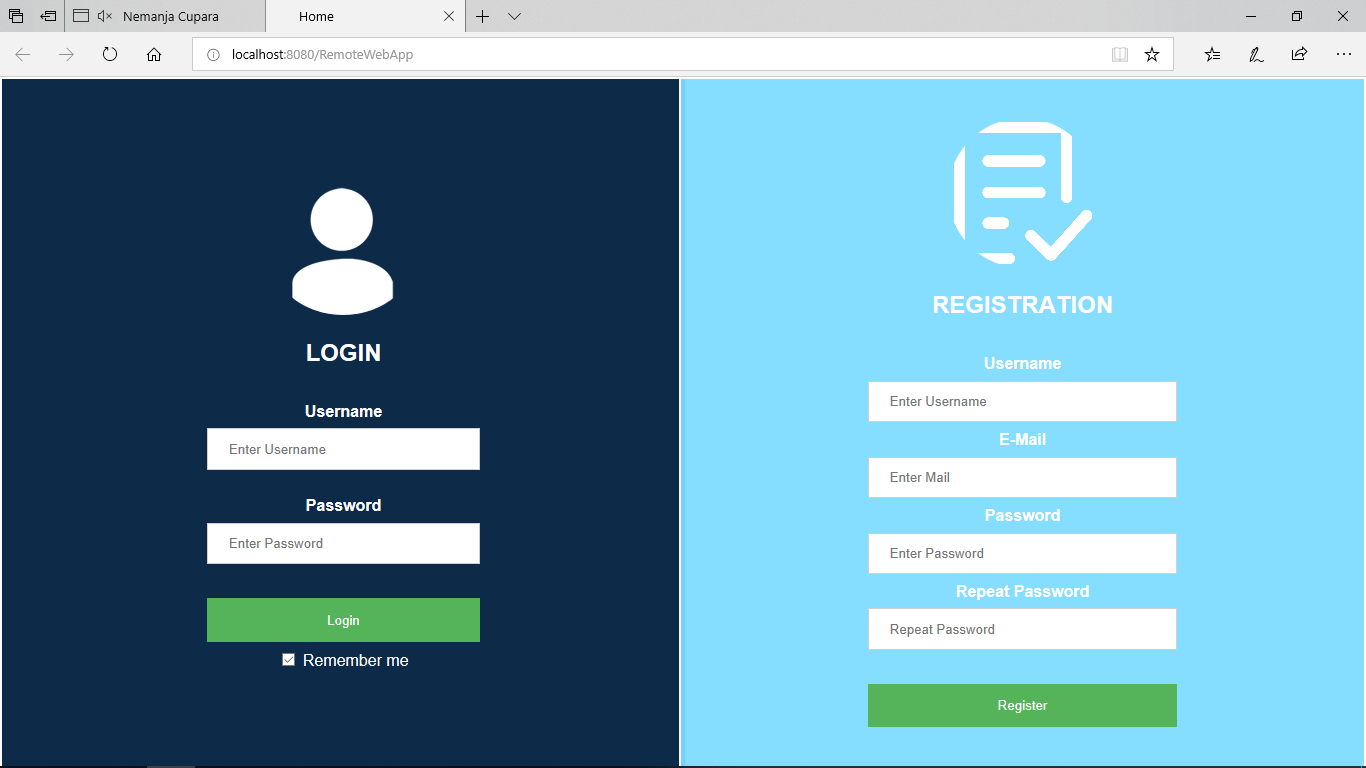 Nemanja Cupara
Home
localhost:8080/RemoteWebApp
LOGIN
Username
Enter Username
Password
Enter Password
Login
Remember me
REGISTRATION
Username
Enter Username
E-Mail
Enter Mail
Password
Enter Password
Repeat Password
Repeat Password
Register